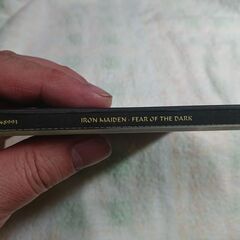 IRON MAIDEN · FEAR OF THE DARK